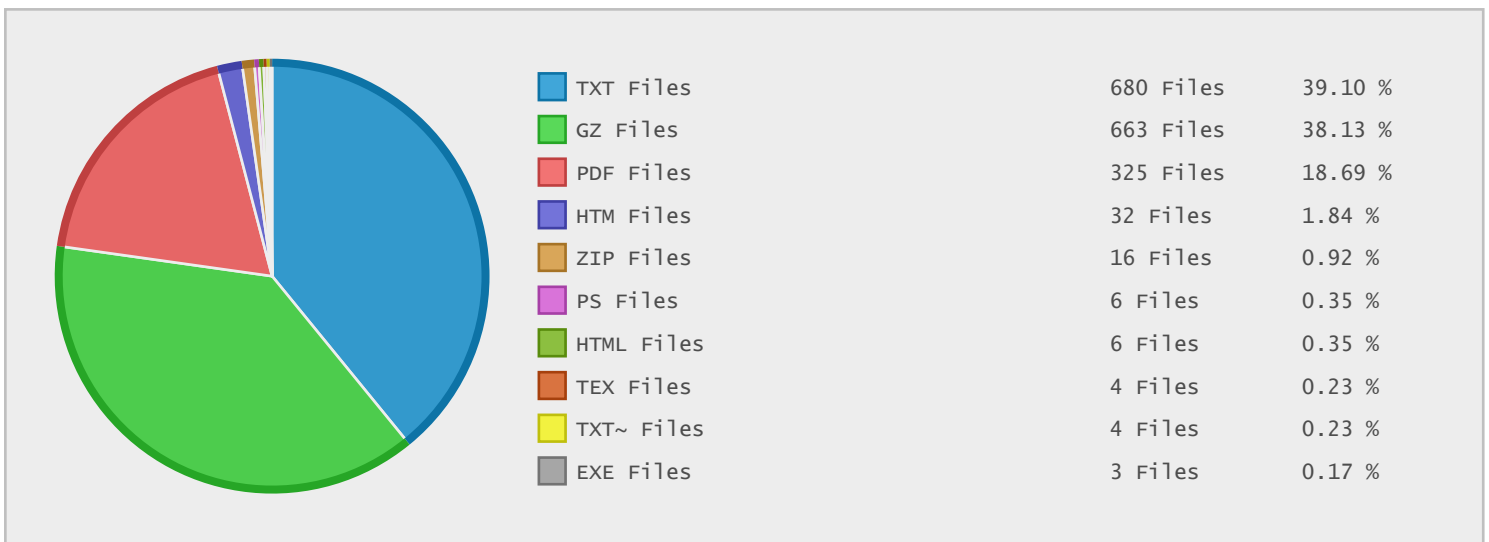 TXT Files 680 Files 39.10 %
GZ Files 663 Files 38.13 %
PDF Files 325 Files 18.69 %
HTM Files 32 Files 1.84 %
ZIP Files 16 Files 0.92 %
PS Files 6 Files 0.35 %
HTML Files 6 Files 0.35 %
TEX Files 4 Files 0.23 %
TXT~ Files 4 Files 0.23 %
EXE Files 3 Files 0.17 %